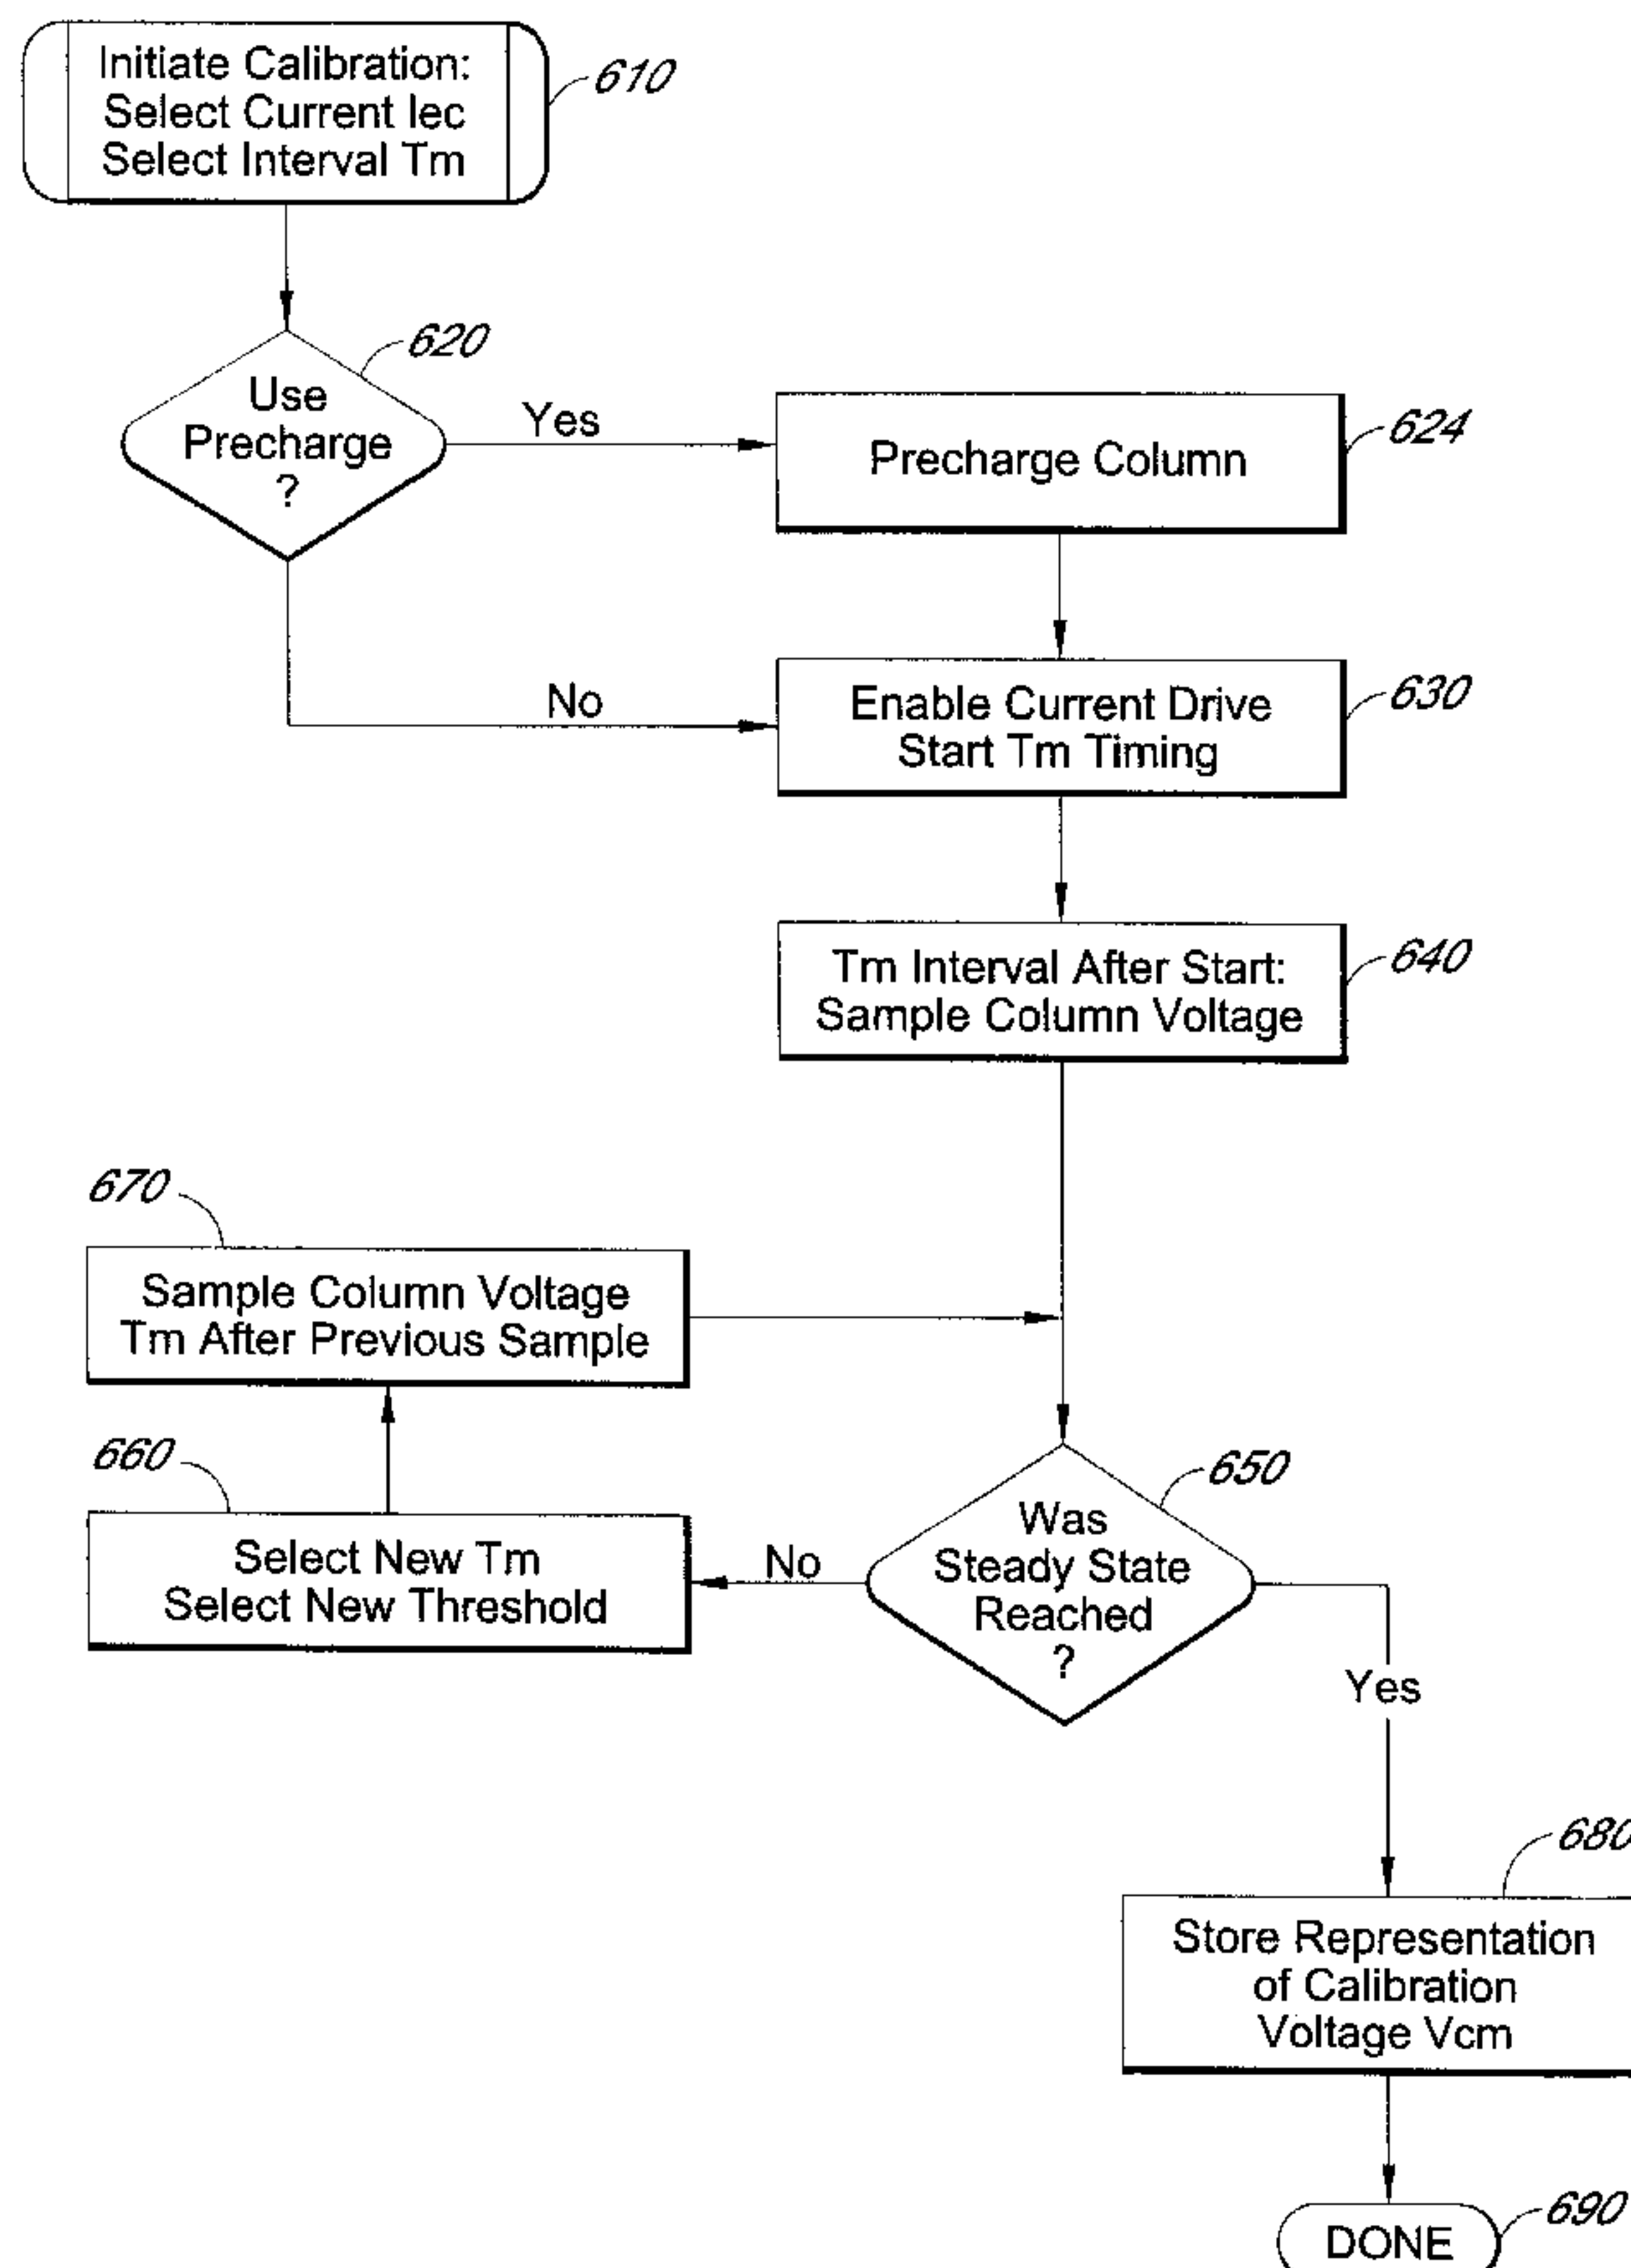 Initiate Calibration:
Select Current Iec
Select Interval Tm
610
620
Use
Precharge
?
Yes
Precharge Column
624
No
Enable Current Drive
Start Tm Timing
630
Tm Interval After Start:
Sample Column Voltage
640
670
Sample Column Voltage
Tm After Previous Sample
660
Select New Tm
Select New Threshold
No
650
Was
Steady State
Reached
?
Yes
680
Store Representation
of Calibration
Voltage Vcm
690
DONE